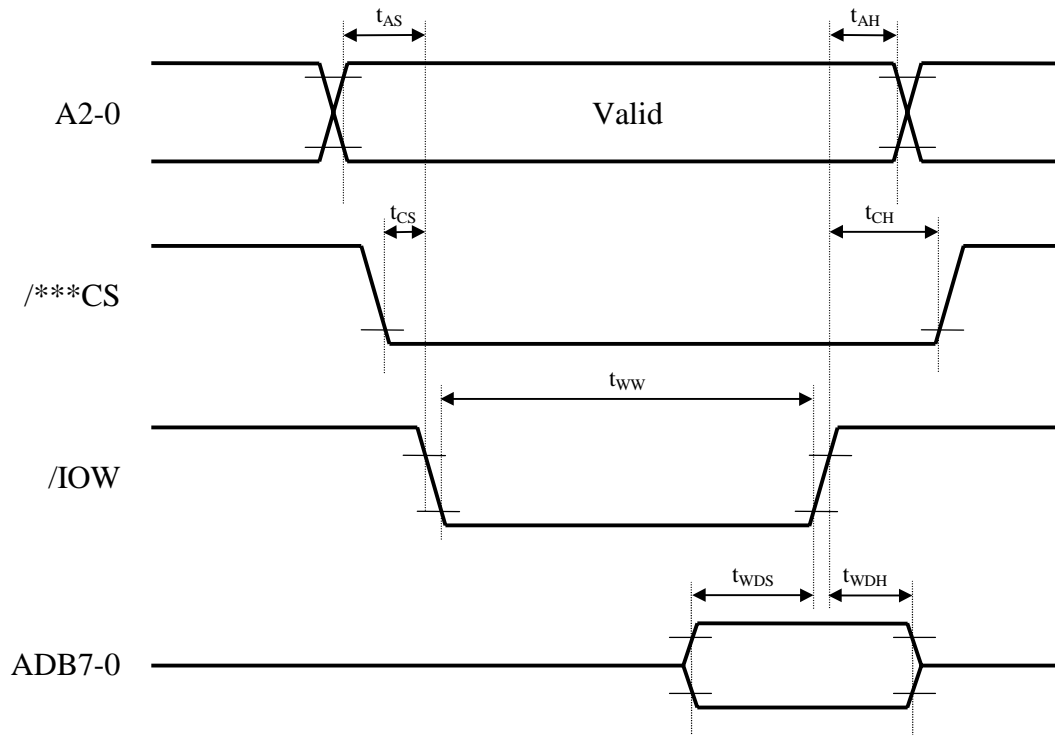 tAS
tAH
A2-0
Valid
tCS
tCH
/***CS
tWW
/IOW
tWDS
tWDH
ADB7-0